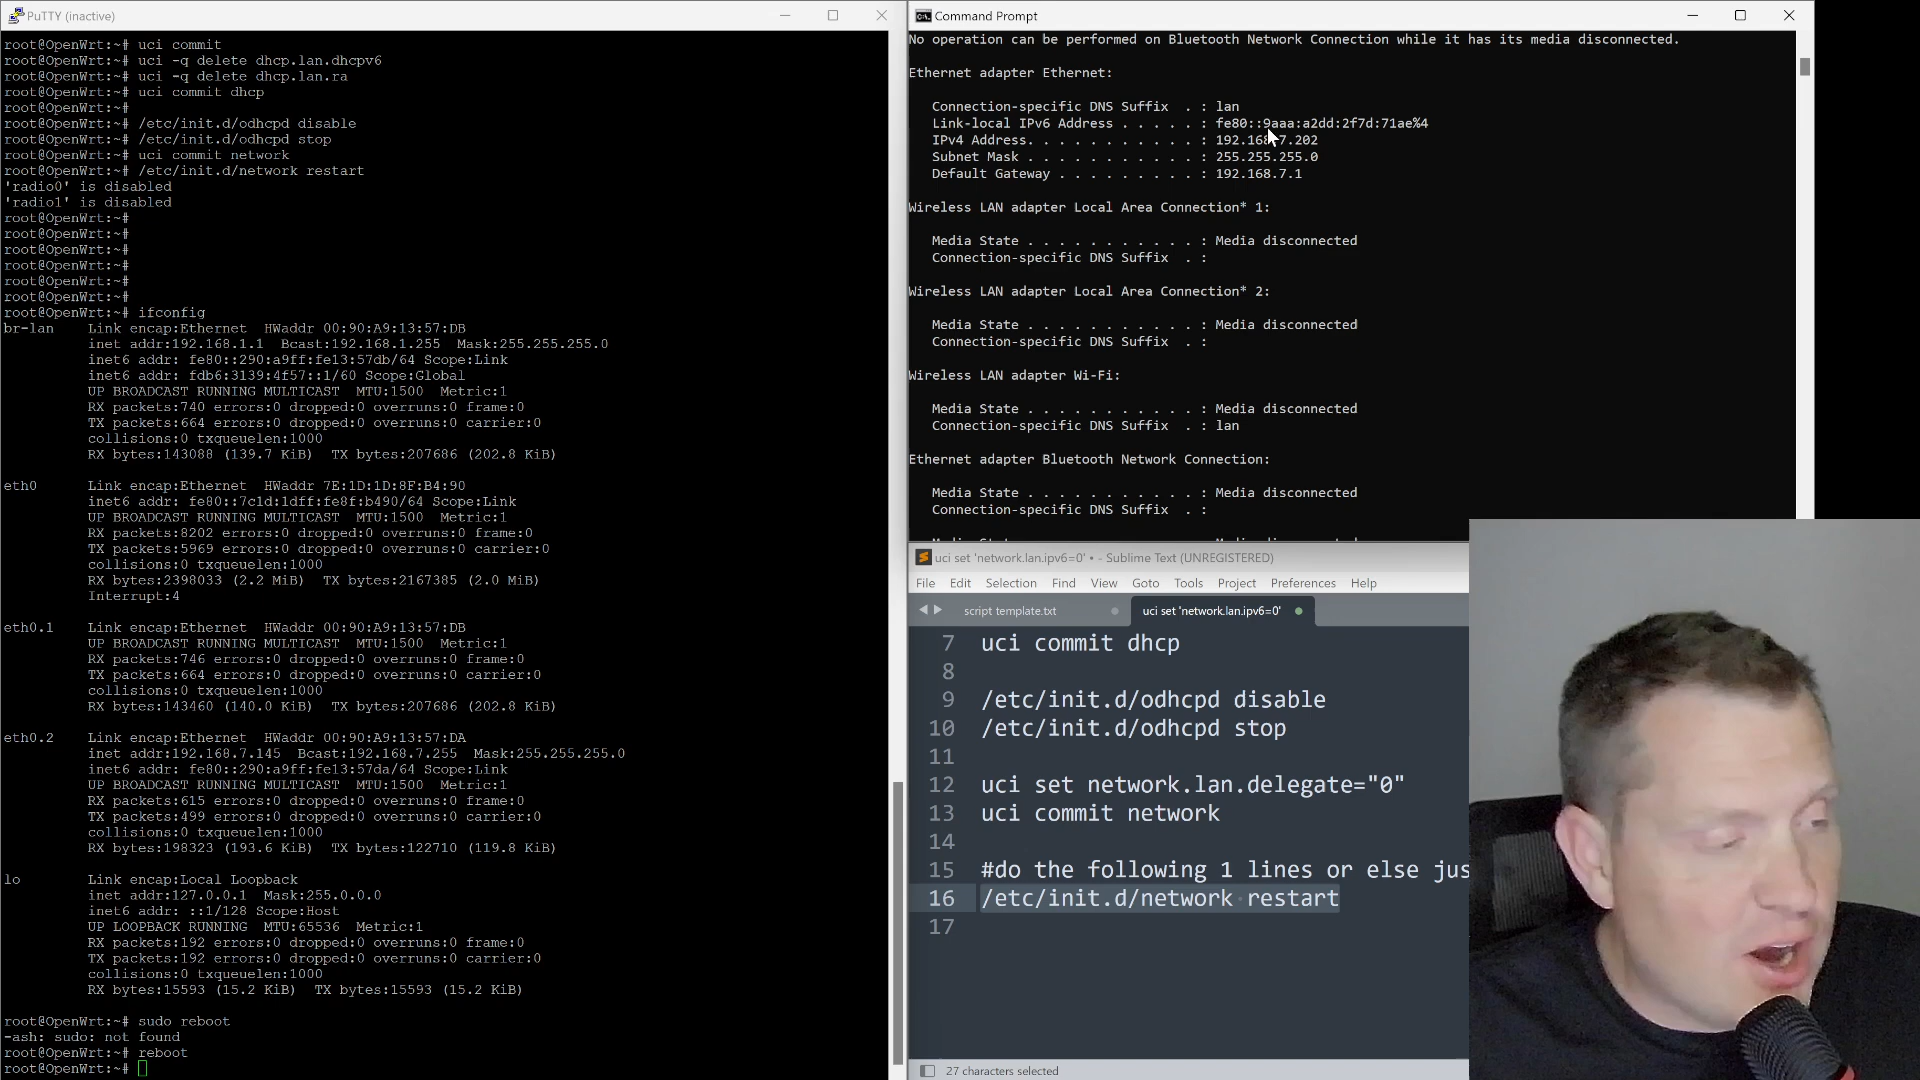 PuTTY (inactive)
root@OpenWrt:~# uci commit
root@OpenWrt:~# uci -q delete dhcp.lan.dhcpv6
root@OpenWrt:~# uci -q delete dhcp.lan.ra
root@OpenWrt:~# uci commit dhcp
root@OpenWrt:~#
root@OpenWrt:~# /etc/init.d/odhcpd disable
root@OpenWrt:~# /etc/init.d/odhcpd stop
root@OpenWrt:~# uci commit network
root@OpenWrt:~# /etc/init.d/network restart
'radio0' is disabled
'radio1' is disabled
root@OpenWrt:~#
root@OpenWrt:~#
root@OpenWrt:~#
root@OpenWrt:~#
root@OpenWrt:~#
root@OpenWrt:~#
root@OpenWrt:~# ifconfig
br-lan Link encap:Ethernet HWaddr 00:90:A9:13:57:DB
inet addr:192.168.1.1 Bcast:192.168.1.255 Mask:255.255.255.0
inet6 addr: fe80::290:a9ff:fe13:57db/64 Scope:Link
inet6 addr: fdb6:3139:4f57::1/60 Scope:Global
UP BROADCAST RUNNING MULTICAST MTU:1500 Metric:1
RX packets:740 errors:0 dropped:0 overruns:0 frame:0
TX packets:664 errors:0 dropped:0 overruns:0 carrier:0
collisions:0 txqueuelen:1000
RX bytes:143088 (139.7 KiB) TX bytes:207686 (202.8 KiB)
eth0 Link encap:Ethernet HWaddr 7E:1D:1D:8F:B4:90
inet6 addr: fe80::7c1d:1dff:fe8f:b490/64 Scope:Link
UP BROADCAST RUNNING MULTICAST MTU:1500 Metric:1
RX packets:8202 errors:0 dropped:0 overruns:0 frame:0
TX packets:5969 errors:0 dropped:0 overruns:0 carrier:0
collisions:0 txqueuelen:1000
RX bytes:2398033 (2.2 MiB) TX bytes:2167385 (2.0 MiB)
Interrupt:4
eth0.1 Link encap:Ethernet HWaddr 00:90:A9:13:57:DB
UP BROADCAST RUNNING MULTICAST MTU:1500 Metric:1
RX packets:746 errors:0 dropped:0 overruns:0 frame:0
TX packets:664 errors:0 dropped:0 overruns:0 carrier:0
collisions:0 txqueuelen:1000
RX bytes:143460 (140.0 KiB) TX bytes:207686 (202.8 KiB)
eth0.2 Link encap:Ethernet HWaddr 00:90:A9:13:57:DA
inet addr:192.168.7.145 Bcast:192.168.7.255 Mask:255.255.255.0
inet6 addr: fe80::290:a9ff:fe13:57da/64 Scope:Link
UP BROADCAST RUNNING MULTICAST MTU:1500 Metric:1
RX packets:615 errors:0 dropped:0 overruns:0 frame:0
TX packets:499 errors:0 dropped:0 overruns:0 carrier:0
collisions:0 txqueuelen:1000
RX bytes:198323 (193.6 KiB) TX bytes:122710 (119.8 KiB)
lo Link encap:Local Loopback
inet addr:127.0.0.1 Mask:255.0.0.0
inet6 addr: ::1/128 Scope:Host
UP LOOPBACK RUNNING MTU:65536 Metric:1
RX packets:192 errors:0 dropped:0 overruns:0 frame:0
TX packets:192 errors:0 dropped:0 overruns:0 carrier:0
collisions:0 txqueuelen:1000
RX bytes:15593 (15.2 KiB) TX bytes:15593 (15.2 KiB)
root@OpenWrt:~# sudo reboot
-ash: sudo: not found
root@OpenWrt:~# reboot
root@OpenWrt:~#
Command Prompt
No operation can be performed on Bluetooth Network Connection while it has its media disconnected.
Ethernet adapter Ethernet:
Connection-specific DNS Suffix . : lan
Link-local IPv6 Address . . . . . : fe80::9aaa:a2dd:2f7d:71ae%4
IPv4 Address. . . . . . . . . . . : 192.168.7.202
Subnet Mask . . . . . . . . . . . : 255.255.255.0
Default Gateway . . . . . . . . . : 192.168.7.1
Wireless LAN adapter Local Area Connection* 1:
Media State . . . . . . . . . . . : Media disconnected
Connection-specific DNS Suffix . :
Wireless LAN adapter Local Area Connection* 2:
Media State . . . . . . . . . . . : Media disconnected
Connection-specific DNS Suffix . :
Wireless LAN adapter Wi-Fi:
Media State . . . . . . . . . . . : Media disconnected
Connection-specific DNS Suffix . : lan
Ethernet adapter Bluetooth Network Connection:
Media State . . . . . . . . . . . : Media disconnected
Connection-specific DNS Suffix . :
uci set 'network.lan.ipv6=0' • - Sublime Text (UNREGISTERED)
File Edit Selection Find View Goto Tools Project Preferences Help
script template.txt uci set 'network.lan.ipv6=0'
7 uci commit dhcp
8
9 /etc/init.d/odhcpd disable
10 /etc/init.d/odhcpd stop
11
12 uci set network.lan.delegate="0"
13 uci commit network
14
15 #do the following 1 lines or else jus
16 /etc/init.d/network restart
17
27 characters selected